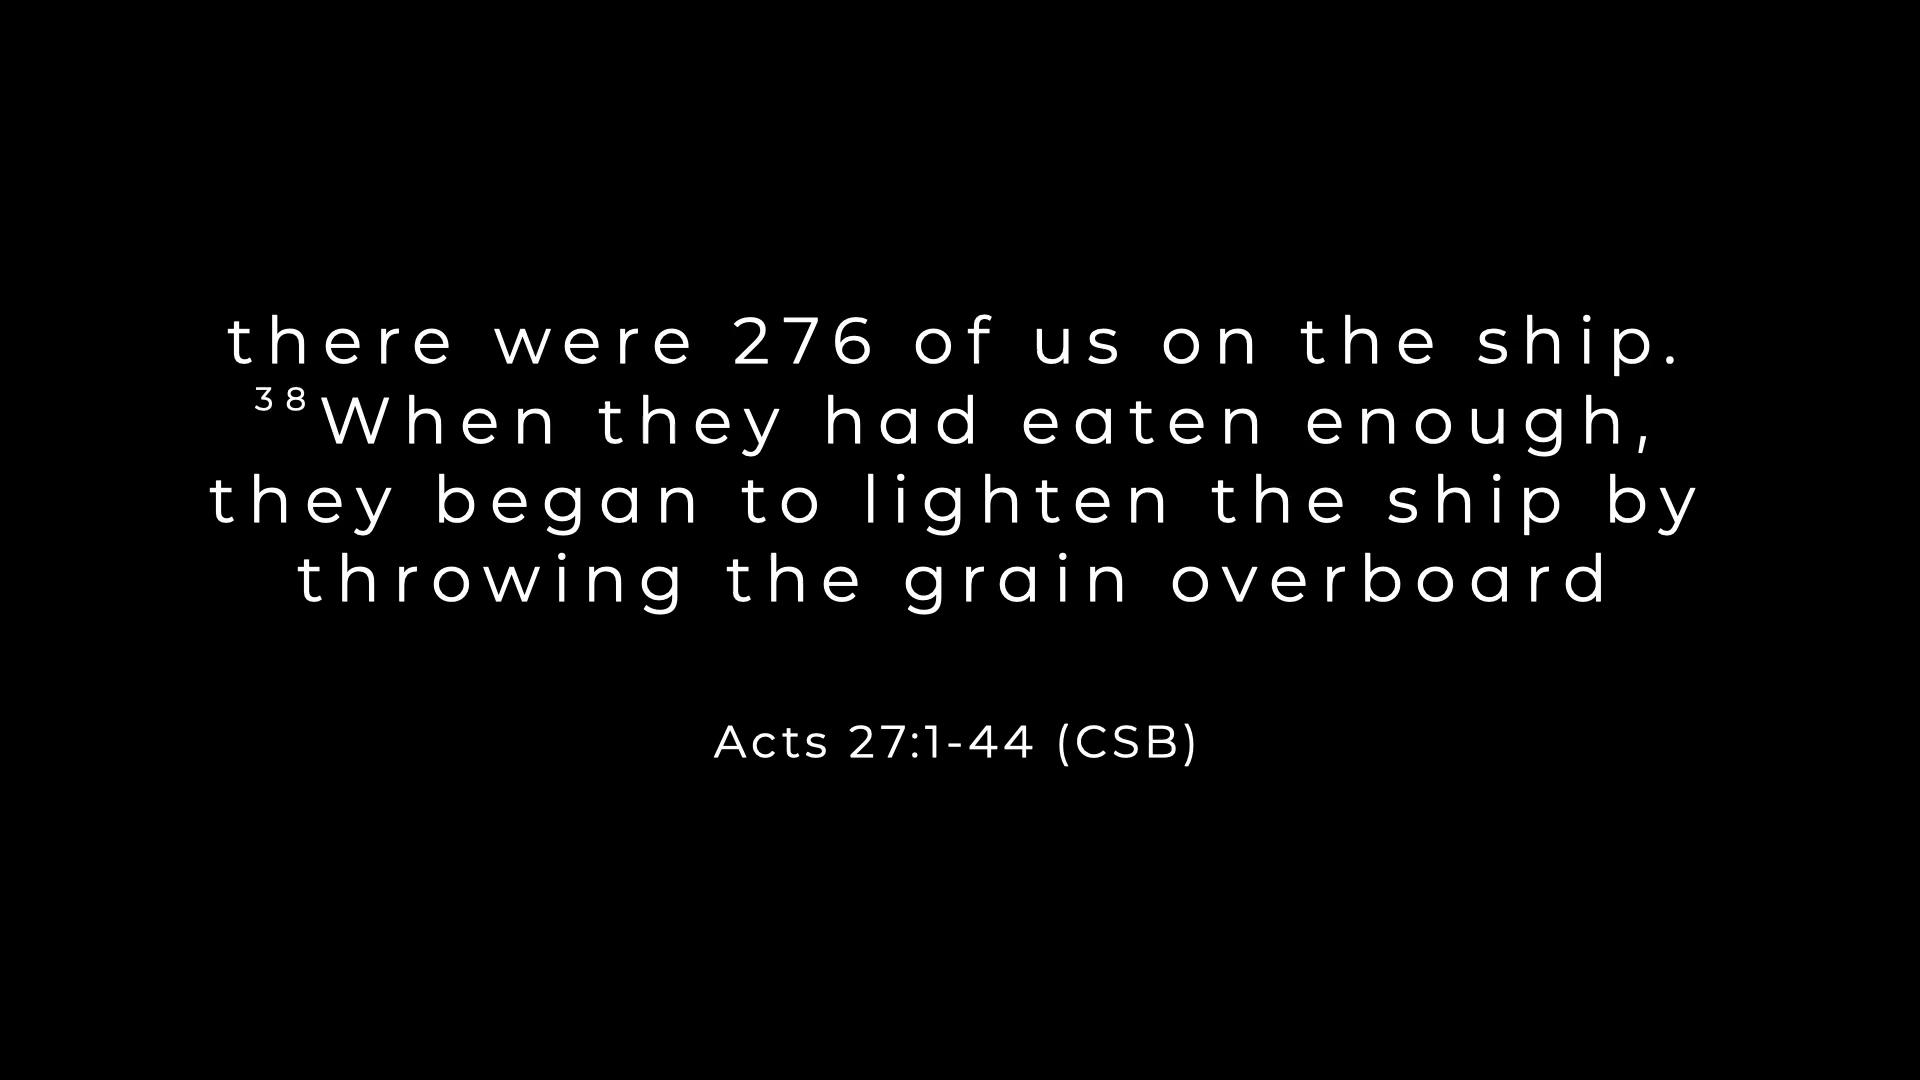 there were 276 of us on the ship.
³⁸When they had eaten enough,
they began to lighten the ship by
throwing the grain overboard
Acts 27:1-44 (CSB)